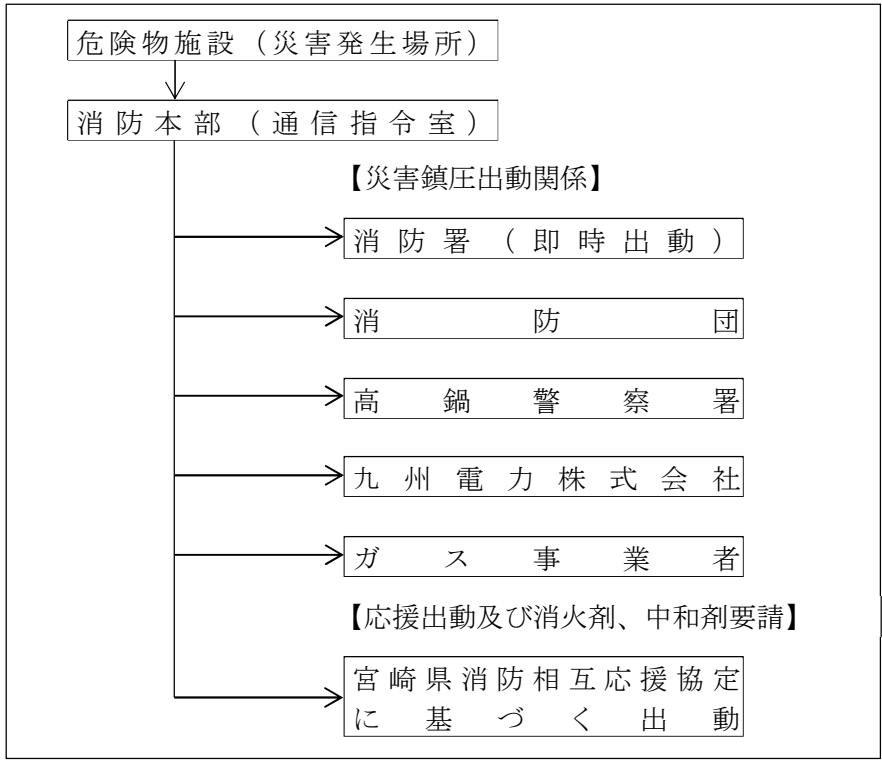 危険物施設（災害発生場所）
消防本部（通信指令室）
【災害鎮圧出動関係】
消防署（即時出動）
消防団
高鍋警察署
九州電力株式会社
ガス事業者
【応援出動及び消火剤、中和剤要請】
宮崎県消防相互応援協定
に基づく出動